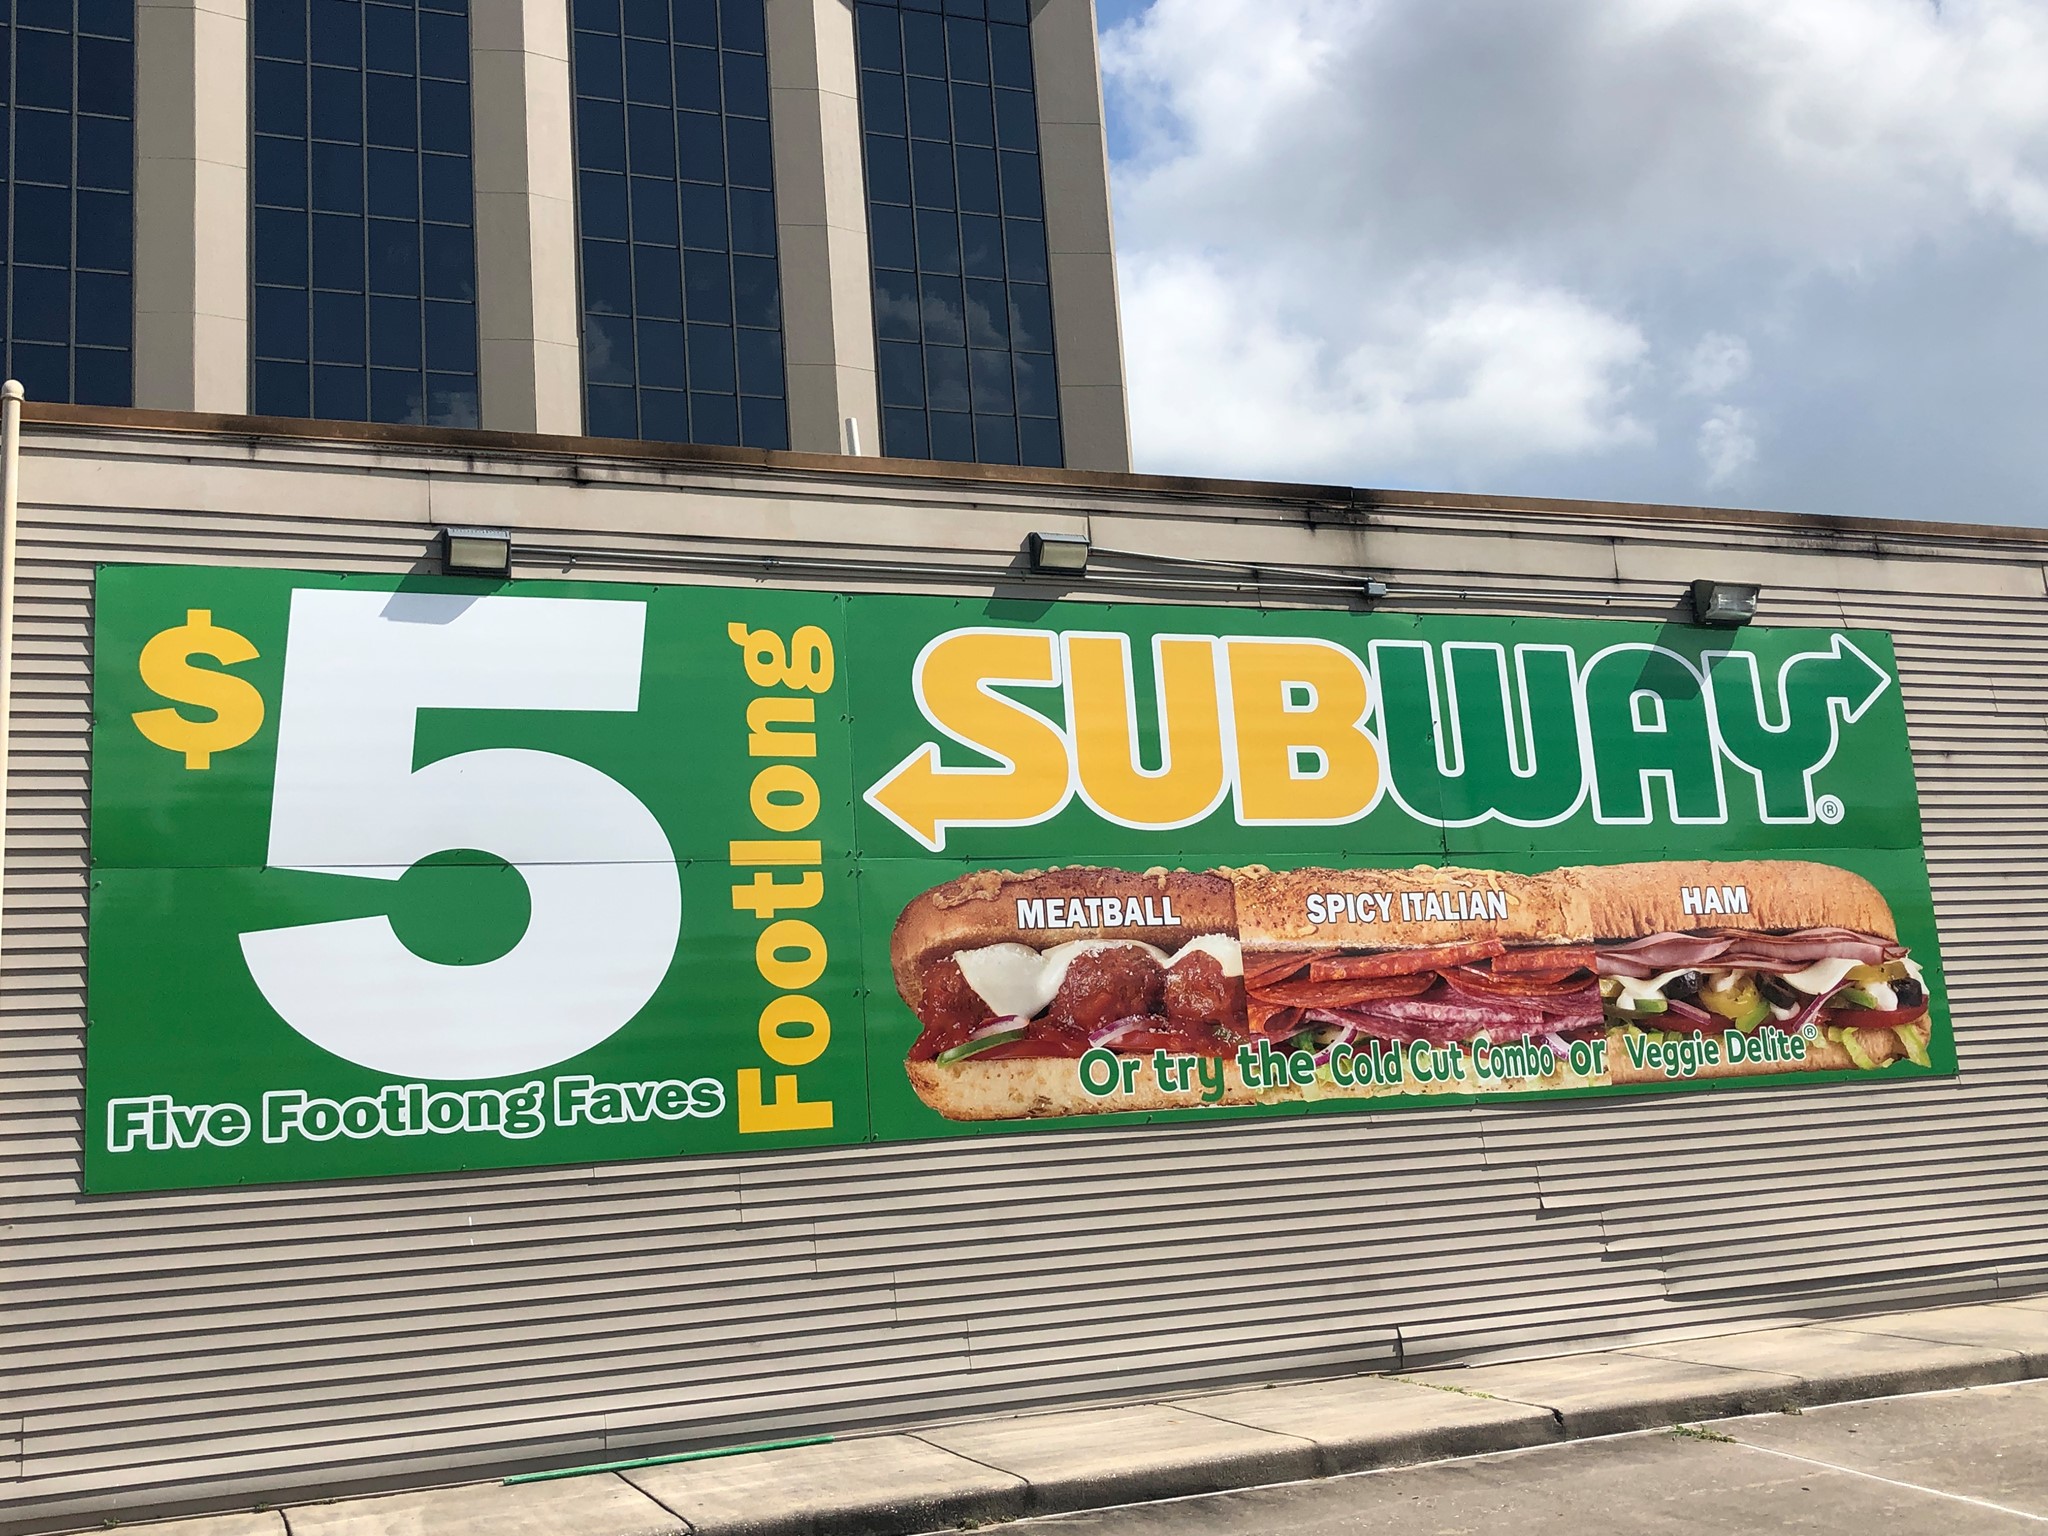 $5
Footlong
Five Footlong Faves
SUBWAY®
MEATBALL
SPICY ITALIAN
HAM
Or try the Cold Cut Combo or Veggie Delite®